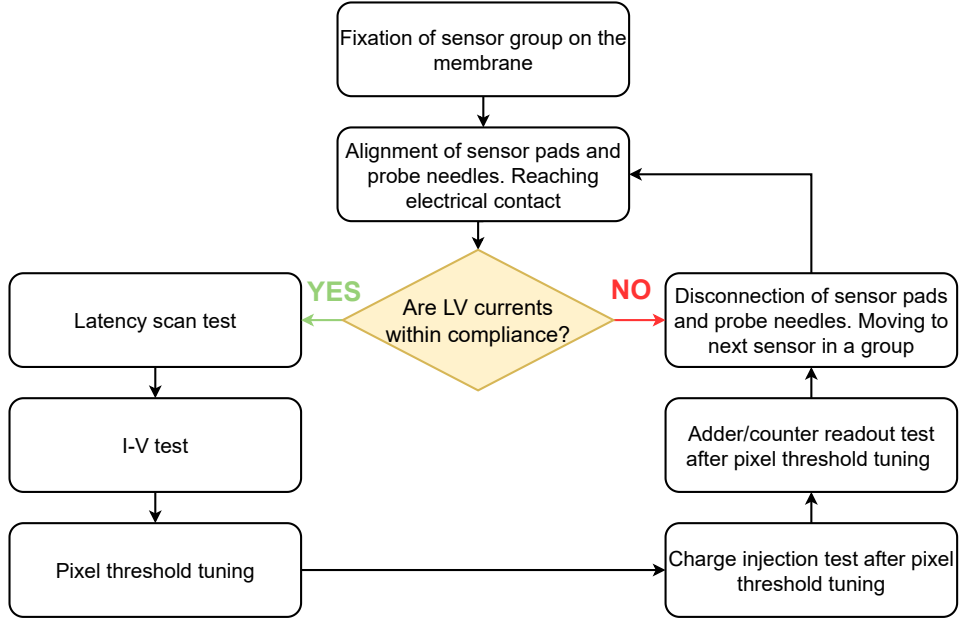 Fixation of sensor group on the
membrane
Alignment of sensor pads and
probe needles. Reaching
electrical contact
Are LV currents
within compliance?
YES
NO
Latency scan test
I-V test
Pixel threshold tuning
Charge injection test after pixel
threshold tuning
Adder/counter readout test
after pixel threshold tuning
Disconnection of sensor pads
and probe needles. Moving to
next sensor in a group